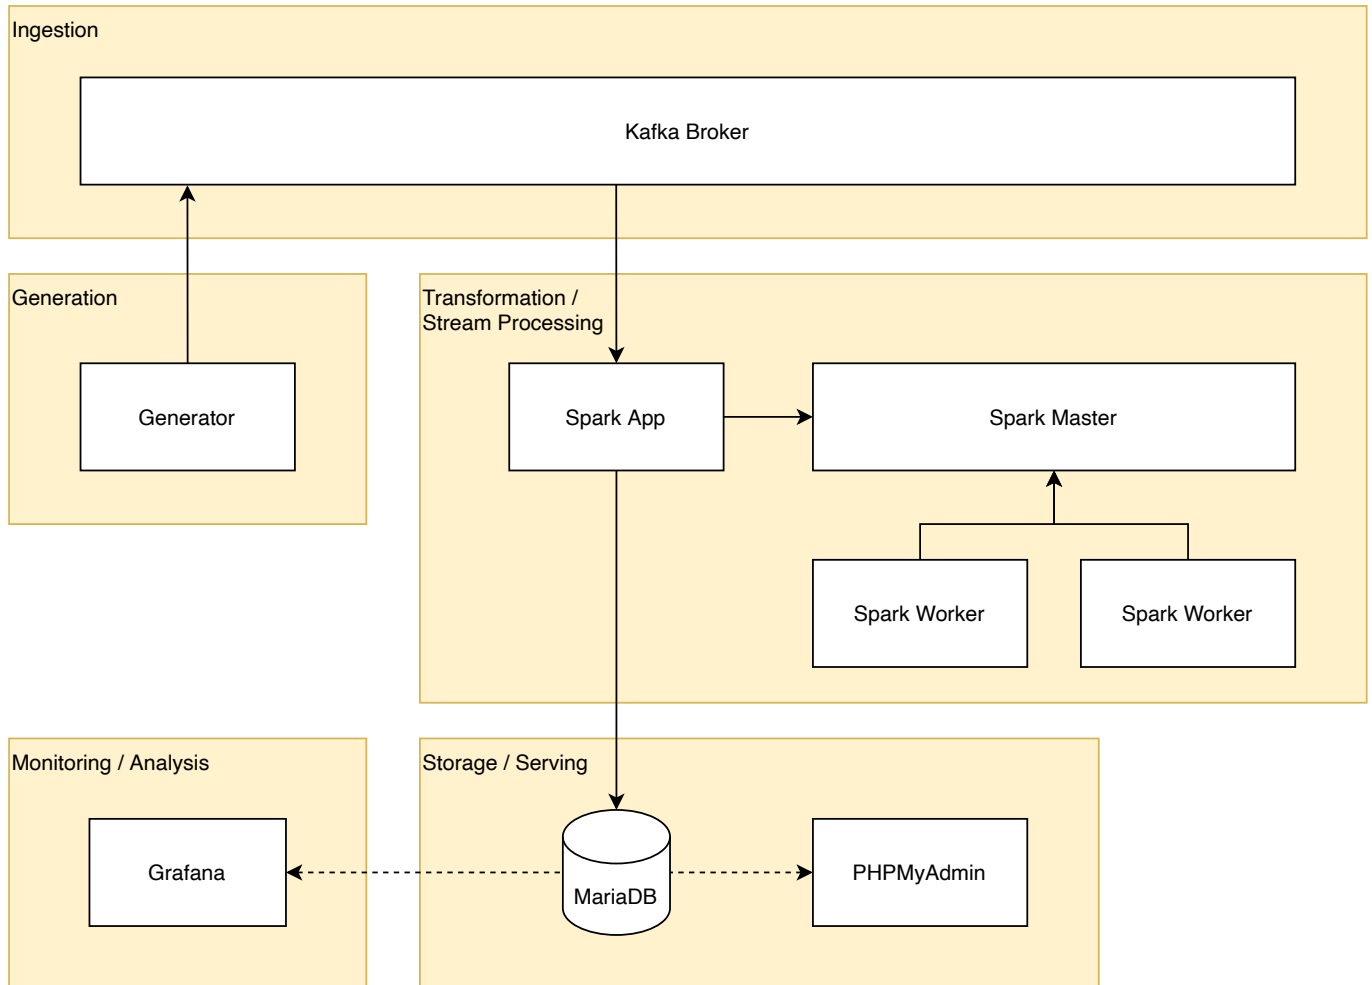 Ingestion
Kafka Broker
Generation
Generator
Transformation /
Stream Processing
Spark App
Spark Master
Spark Worker
Spark Worker
Monitoring / Analysis
Grafana
Storage / Serving
MariaDB
PHPMyAdmin